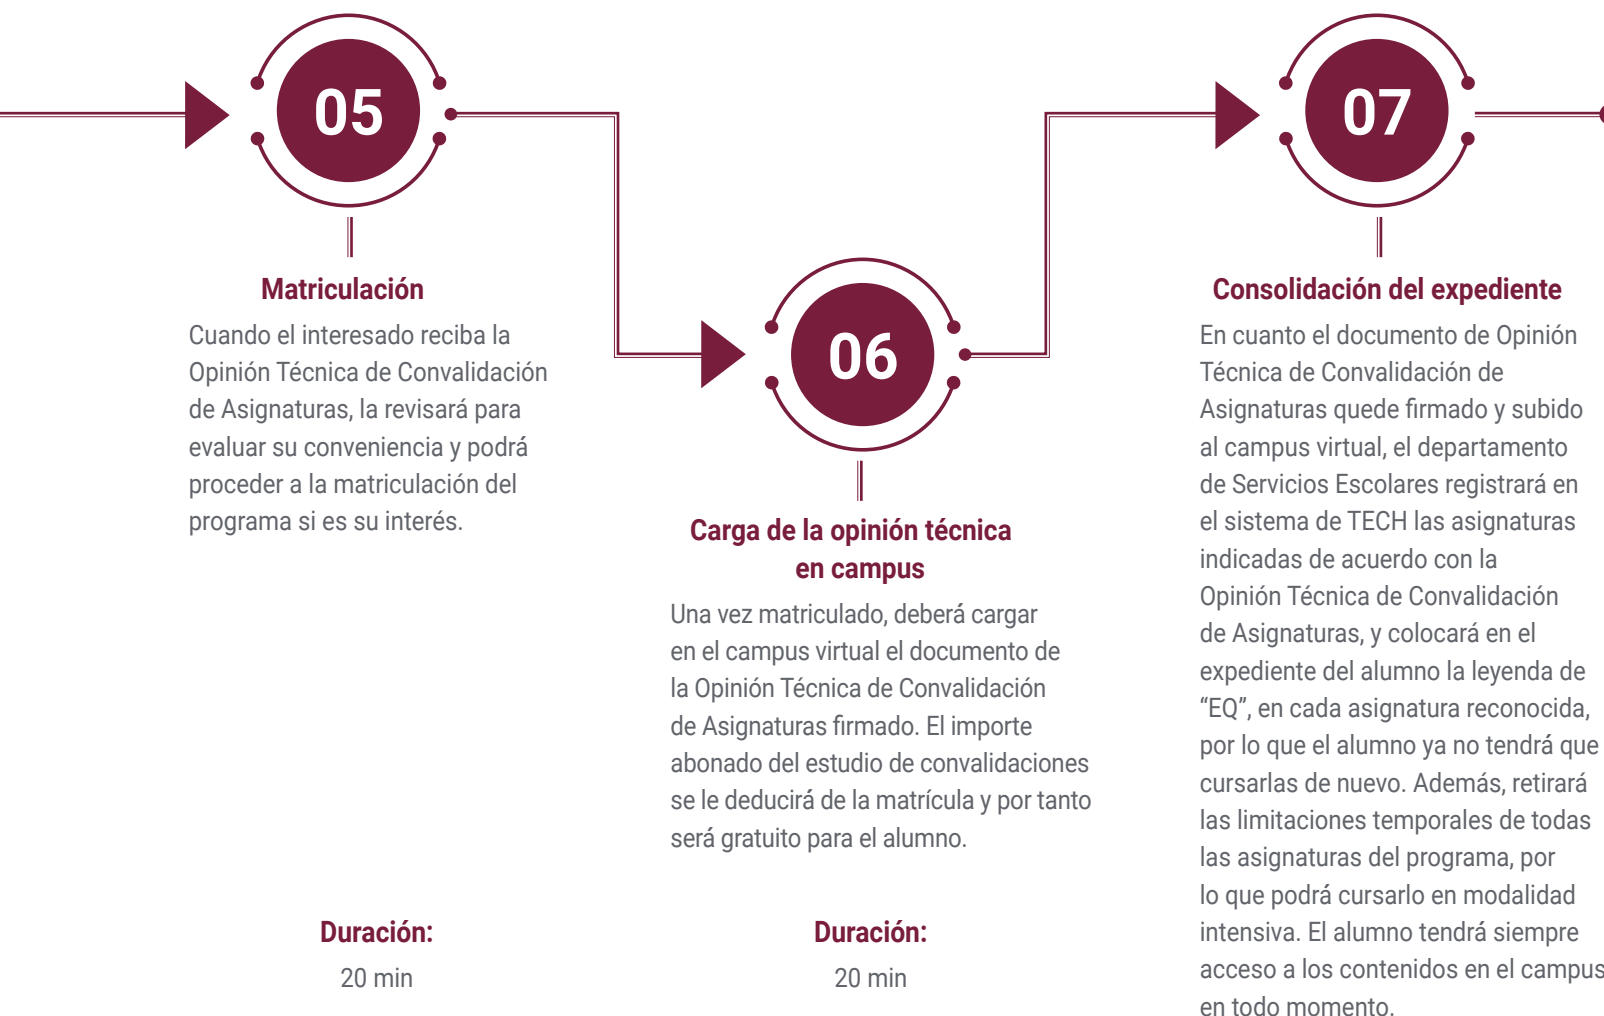 05
Matriculación
Cuando el interesado reciba la
Opinión Técnica de Convalidación
de Asignaturas, la revisará para
evaluar su conveniencia y podrá
proceder a la matriculación del
programa si es su interés.
Duración:
20 min
06
Carga de la opinión técnica
en campus
Una vez matriculado, deberá cargar
en el campus virtual el documento de
la Opinión Técnica de Convalidación
de Asignaturas firmado. El importe
abonado del estudio de convalidaciones
se le deducirá de la matrícula y por tanto
será gratuito para el alumno.
Duración:
20 min
07
Consolidación del expediente
En cuanto el documento de Opinión
Técnica de Convalidación de
Asignaturas quede firmado y subido
al campus virtual, el departamento
de Servicios Escolares registrará en
el sistema de TECH las asignaturas
indicadas de acuerdo con la
Opinión Técnica de Convalidación
de Asignaturas, y colocará en el
expediente del alumno la leyenda de
“EQ”, en cada asignatura reconocida,
por lo que el alumno ya no tendrá que
cursarlas de nuevo. Además, retirará
las limitaciones temporales de todas
las asignaturas del programa, por
lo que podrá cursarlo en modalidad
intensiva. El alumno tendrá siempre
acceso a los contenidos en el campus
en todo momento.